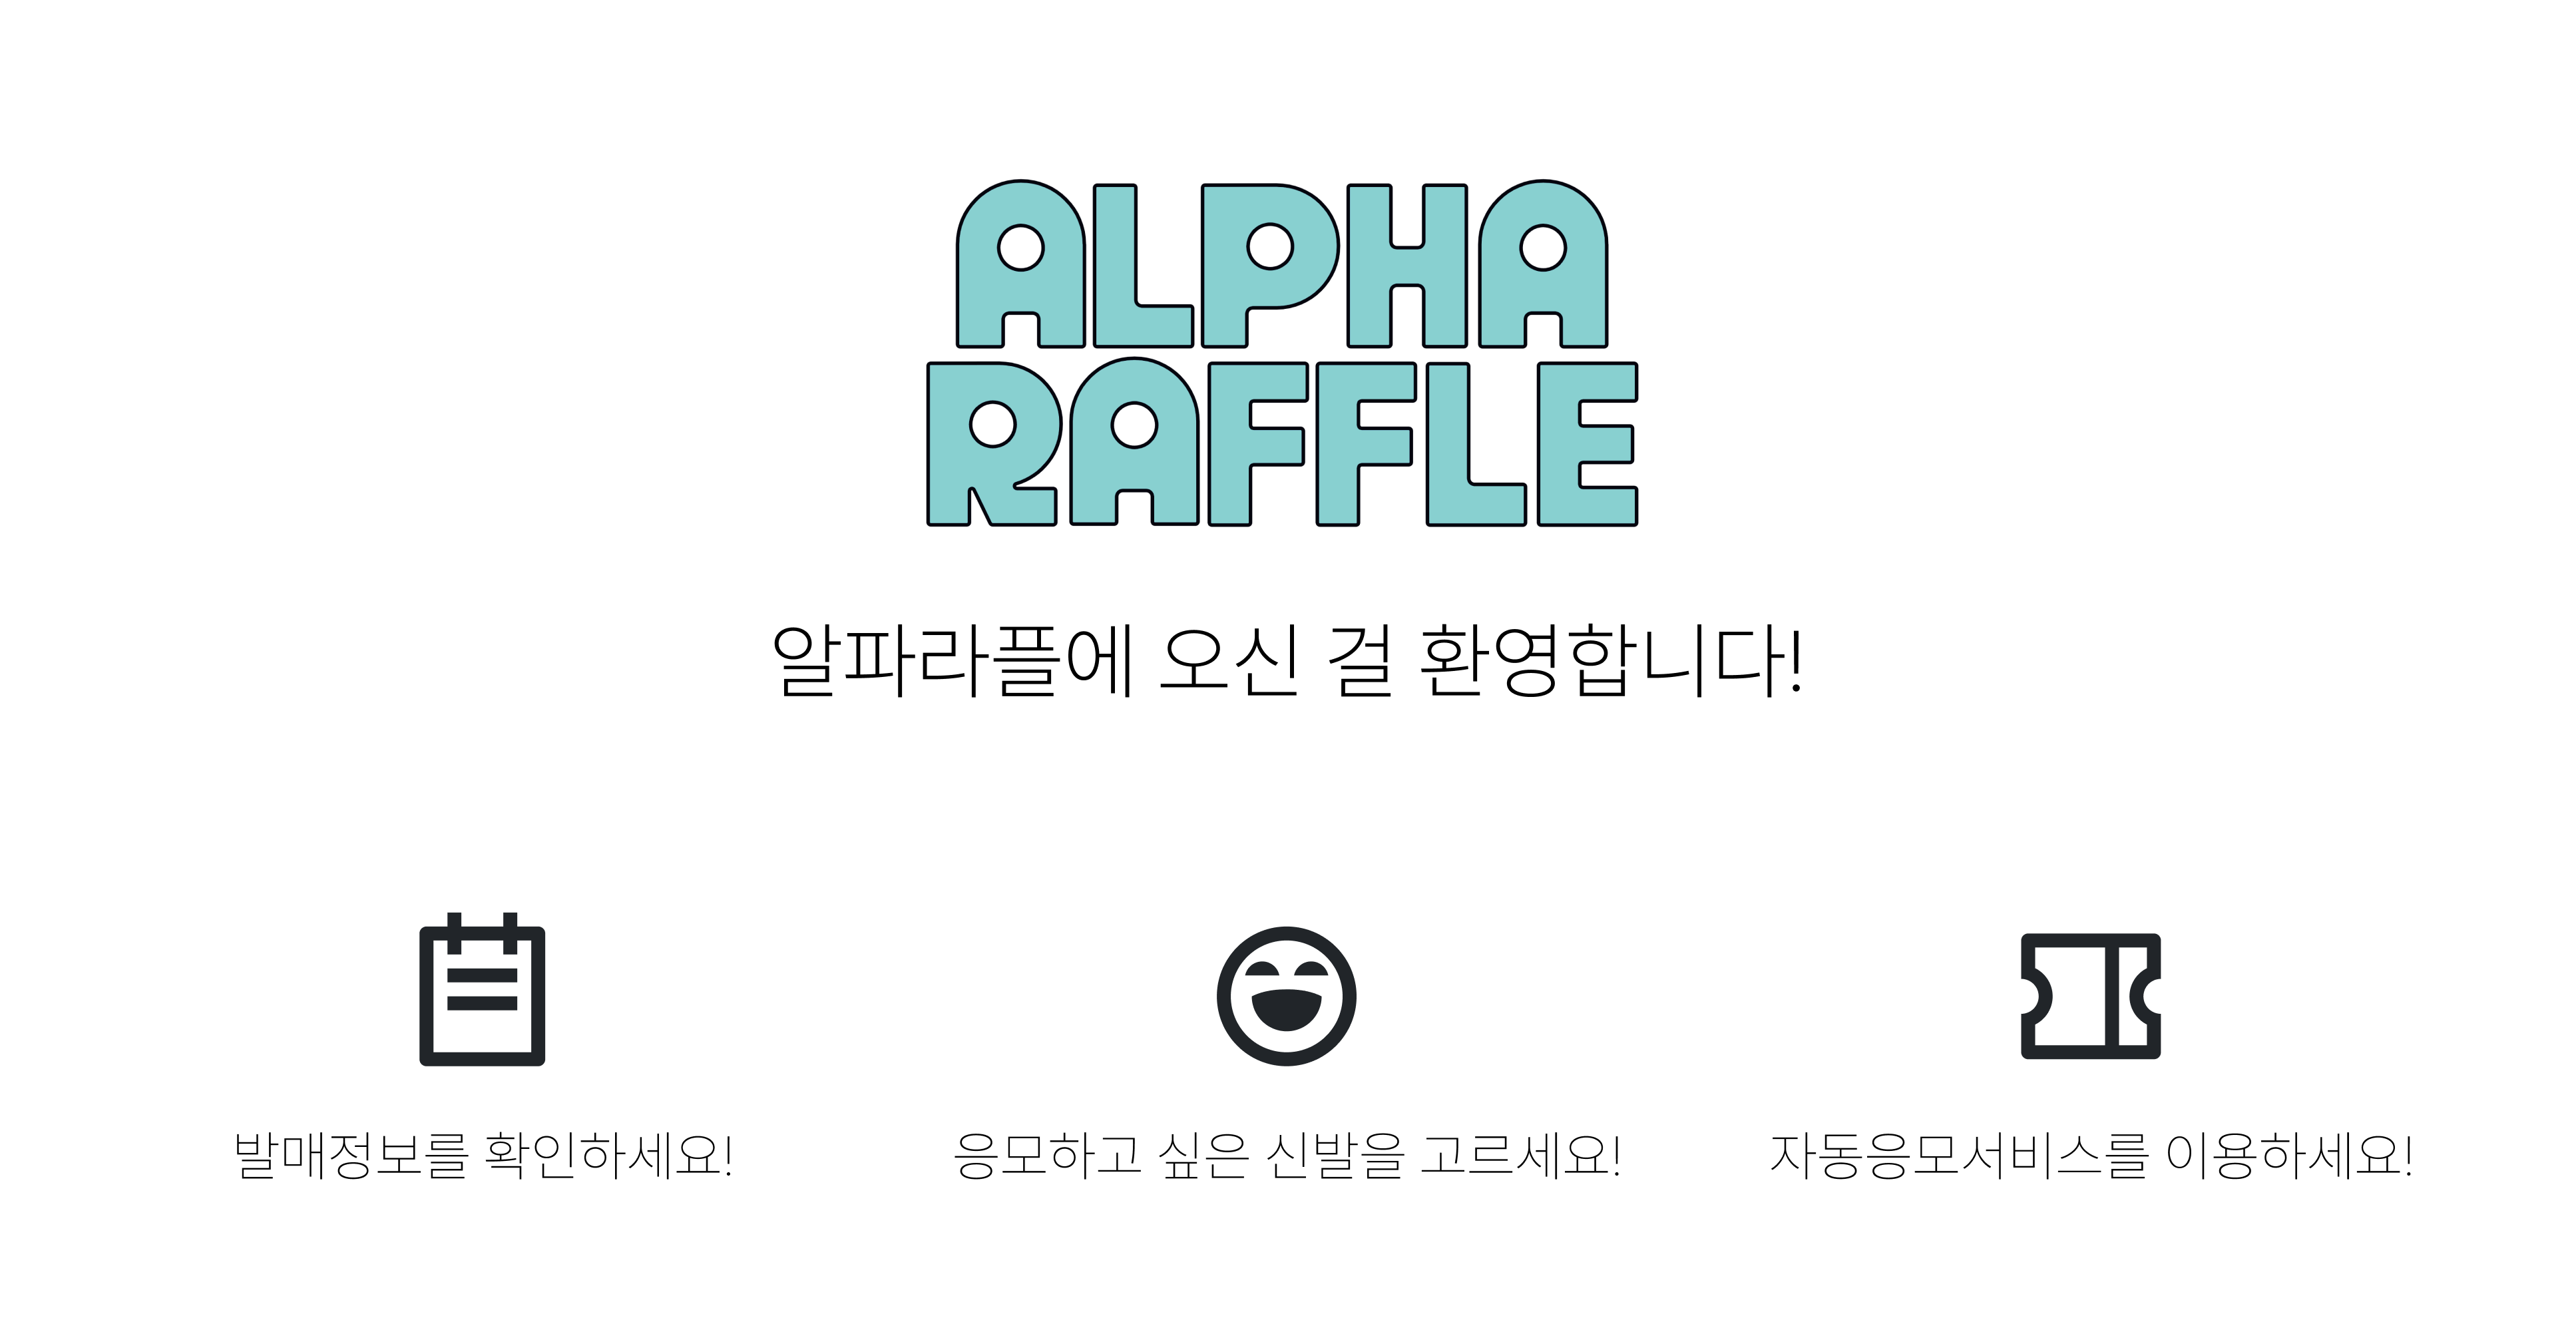 ALPHA
RAFFLE
알파라플에 오신 걸 환영합니다!
발매정보를 확인하세요!
응모하고 싶은 신발을 고르세요!
자동응모서비스를 이용하세요!